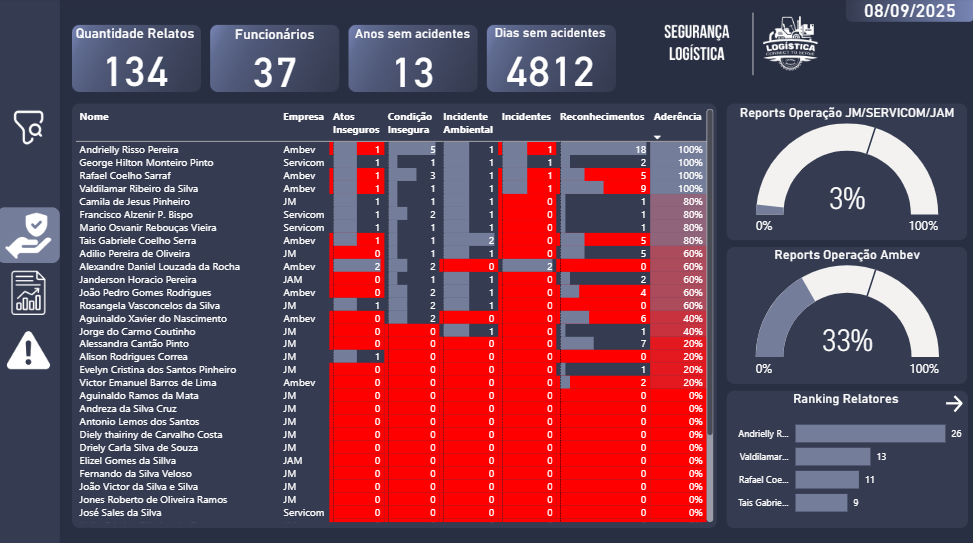 08/09/2025
Quantidade Relatos
134
Funcionários
37
Anos sem acidentes
13
Dias sem acidentes
4812
SEGURANÇA
LOGÍSTICA
LOGÍSTICA
Nome Empresa Atos Inseguros Condição Insegura Incidente Ambiental Incidentes Reconhecimentos Aderência
Andrielly Risso Pereira Ambev 1 5 1 1 18 100%
George Hilton Monteiro Pinto Servicom 1 1 1 1 2 100%
Rafael Coelho Sarraf Ambev 1 3 1 1 5 100%
Valdilamar Ribeiro da Silva Ambev 1 1 1 1 9 100%
Camila de Jesus Pinheiro JM 1 1 1 0 1 80%
Francisco Alzenir P. Bispo Servicom 1 2 1 0 1 80%
Mario Osvanir Rebouças Vieira Servicom 1 1 1 0 1 80%
Tais Gabriele Coelho Serra Ambev 1 1 2 0 5 80%
Adilio Pereira de Oliveira JM 0 1 1 0 5 60%
Alexandre Daniel Louzada da Rocha Ambev 2 2 0 2 0 60%
Janderson Horacio Pereira JAM 0 1 1 0 2 60%
João Pedro Gomes Rodrigues Ambev 0 2 1 0 4 60%
Rosangela Vasconcelos da Silva JM 1 2 1 0 0 60%
Aguinaldo Xavier do Nascimento Ambev 0 2 0 0 6 40%
Jorge do Carmo Coutinho JM 0 0 1 0 1 40%
Alessandra Cantão Pinto JM 0 0 0 0 7 20%
Alison Rodrigues Correa JM 1 0 0 0 0 20%
Evelyn Cristina dos Santos Pinheiro JM 0 0 0 0 1 20%
Victor Emanuel Barros de Lima Ambev 0 0 0 0 2 20%
Aguinaldo Ramos da Mata JM 0 0 0 0 0 0%
Andreza da Silva Cruz JM 0 0 0 0 0 0%
Antonio Lemos dos Santos JM 0 0 0 0 0 0%
Diely thairiny de Carvalho Costa JM 0 0 0 0 0 0%
Driely Carla Silva de Souza JM 0 0 0 0 0 0%
Elizel Gomes da Sillva JAM 0 0 0 0 0 0%
Fernando da Silva Veloso JM 0 0 0 0 0 0%
João Victor da Silva e Silva JM 0 0 0 0 0 0%
Jones Roberto de Oliveira Ramos JM 0 0 0 0 0 0%
José Sales da Silva Servicom 0 0 0 0 0 0%
Reports Operação JM/SERVICOM/JAM
3%
0% 100%
Reports Operação Ambev
33%
0% 100%
Ranking Relatores
Andrielly R... 26
Valdilamar... 13
Rafael Coe... 11
Tais Gabrie... 9